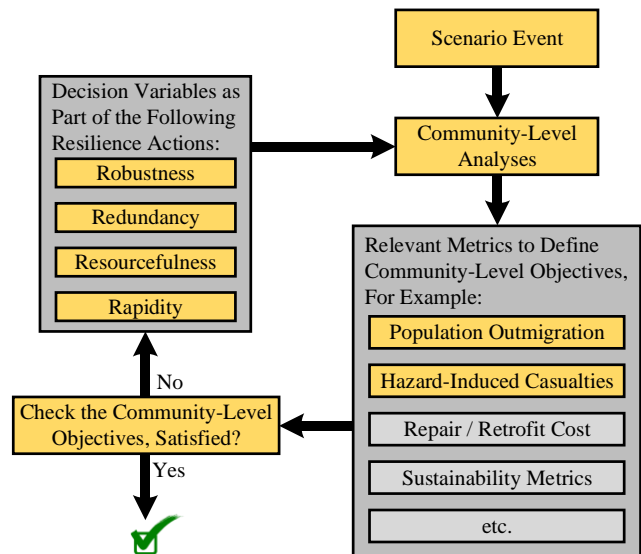 Scenario Event
Decision Variables as
Part of the Following
Resilience Actions:
Robustness
Redundancy
Resourcefulness
Rapidity
Community-Level
Analyses
Relevant Metrics to Define
Community-Level Objectives,
For Example:
Population Outmigration
Hazard-Induced Casualties
Repair / Retrofit Cost
Sustainability Metrics
etc.
No
Check the Community-Level
Objectives, Satisfied?
Yes